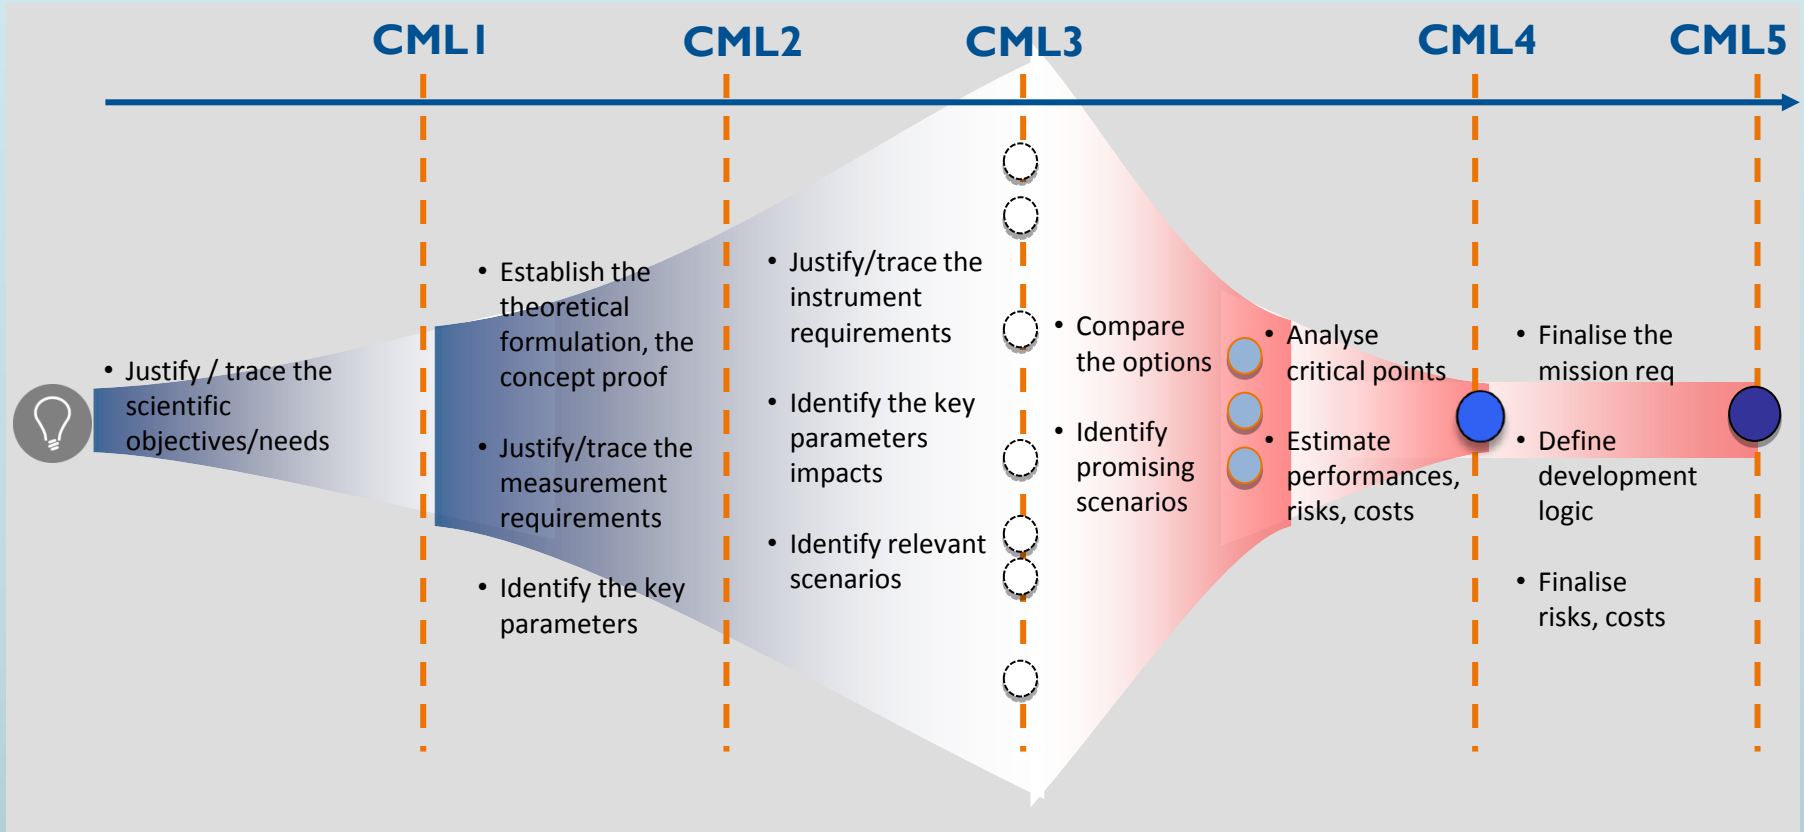 CML1
CML2
CML3
CML4
CML5
• Justify / trace the
scientific
objectives/needs
• Establish the
theoretical
formulation, the
concept proof
• Justify/trace the
measurement
requirements
• Identify the key
parameters
• Justify/trace the
instrument
requirements
• Identify the key
parameters
impacts
• Identify relevant
scenarios
• Compare
the options
• Identify
promising
scenarios
• Analyse
critical points
• Estimate
performances,
risks, costs
• Finalise the
mission req
• Define
development
logic
• Finalise
risks, costs